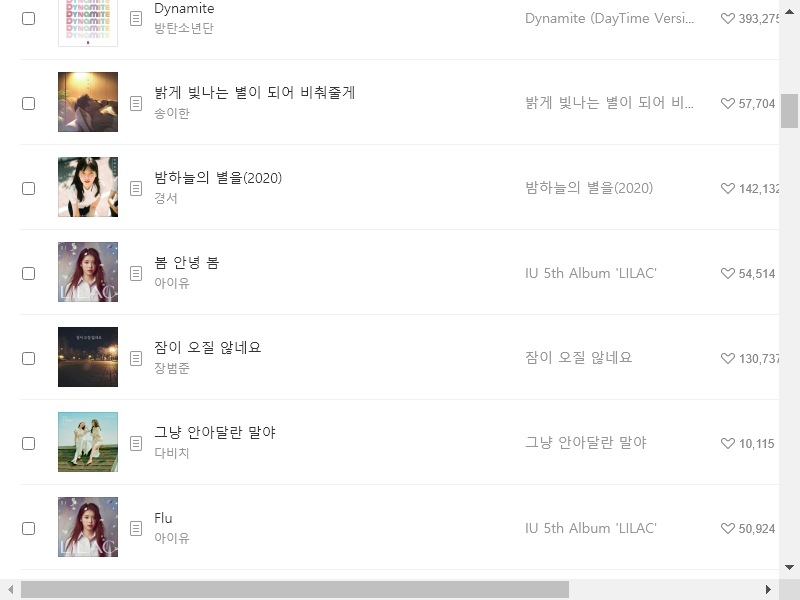 Dynamite
방탄소년단
Dynamite (DayTime Versi...
393,275
밝게 빛나는 별이 되어 비춰줄게
송이한
밝게 빛나는 별이 되어 비...
57,704
밤하늘의 별을(2020)
경서
밤하늘의 별을(2020)
142,132
LILAC
봄 안녕 봄
아이유
IU 5th Album 'LILAC'
54,514
잠이 오질 않네요
장범준
잠이 오질 않네요
130,737
그냥 안아달란 말야
다비치
그냥 안아달란 말야
10,115
LILAC
Flu
아이유
IU 5th Album 'LILAC'
50,924